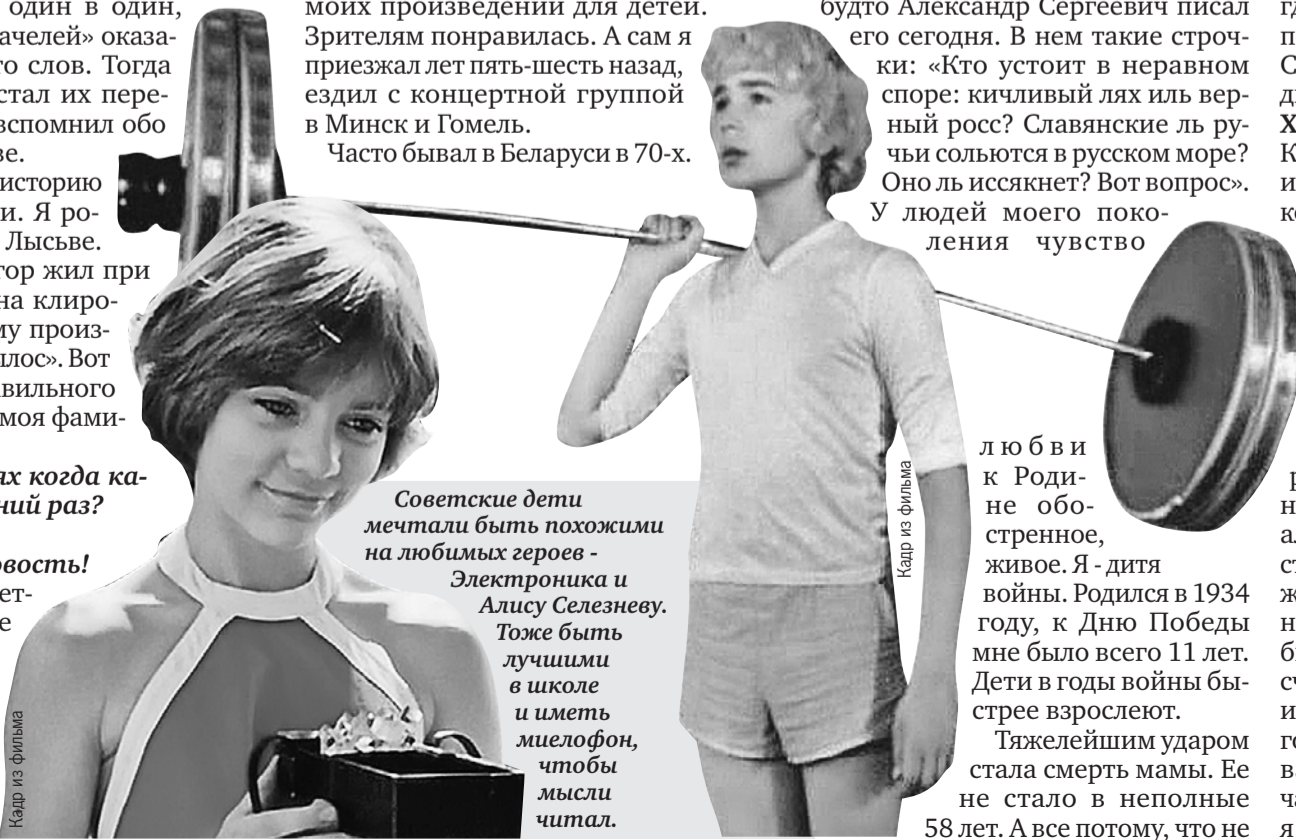 один в один,
ачелей» оказа-
то слов. Тогда
стал их пере-
вспомнил обо
ве.
историю
и. Я ро-
Лысьве.
тор жил при
на клиро-
му произ-
лос». Вот
авильного
моя фами-
ях когда ка-
ний раз?
овость!
ет-
е
моих произведений для детей.
Зрителям понравилась. А сам я
приезжал лет пять-шесть назад,
ездил с концертной группой
в Минск и Гомель.
Часто бывал в Беларуси в 70-х.
Советские дети
мечтали быть похожими
на любимых героев -
Электроника и
Алису Селезневу.
Тоже быть
лучшими
в школе
и иметь
миелофон,
чтобы
мысли
читал.
Кадр из фильма
Кадр из фильма
будто Александр Сергеевич писал
его сегодня. В нем такие строч-
ки: «Кто устоит в неравном
споре: кичливый лях иль вер-
ный росс? Славянские ль ру-
чьи сольются в русском море?
Оно ль иссякнет? Вот вопрос».
У людей моего поко-
ления чувство
любви
к Роди-
не обо-
стренное,
живое. Я - дитя
войны. Родился в 1934
году, к Дню Победы
мне было всего 11 лет.
Дети в годы войны бы-
стрее взрослеют.
Тяжелейшим ударом
стала смерть мамы. Ее
не стало в неполные
58 лет. А все потому, что не